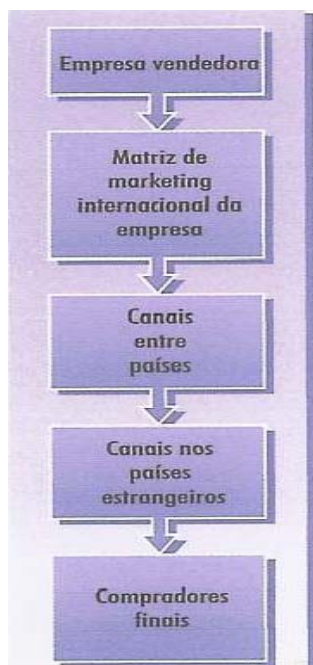 Empresa vendedora
Matriz de
marketing
internacional da
empresa
Canais
entre
países
Canais nos
países
estrangeiros
Compradores
finais